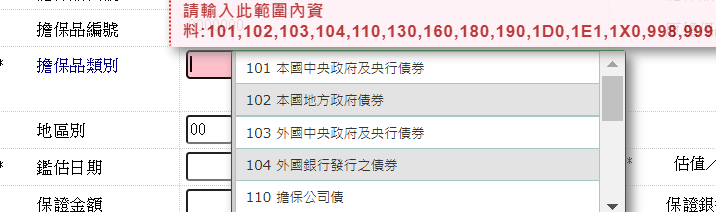 請輸入此範圍內資
料:101,102,103,104,110,130,160,180,190,1D0,1E1,1X0,998,999
擔保品編號
* 擔保品類別
101 本國中央政府及央行債券
102 本國地方政府債劵
103 外國中央政府及央行債劵
地區別 00
104 外國銀行發行之債劵
* 鑑估日期
* 估值／
110 擔保公司債
保證金額
保證銀